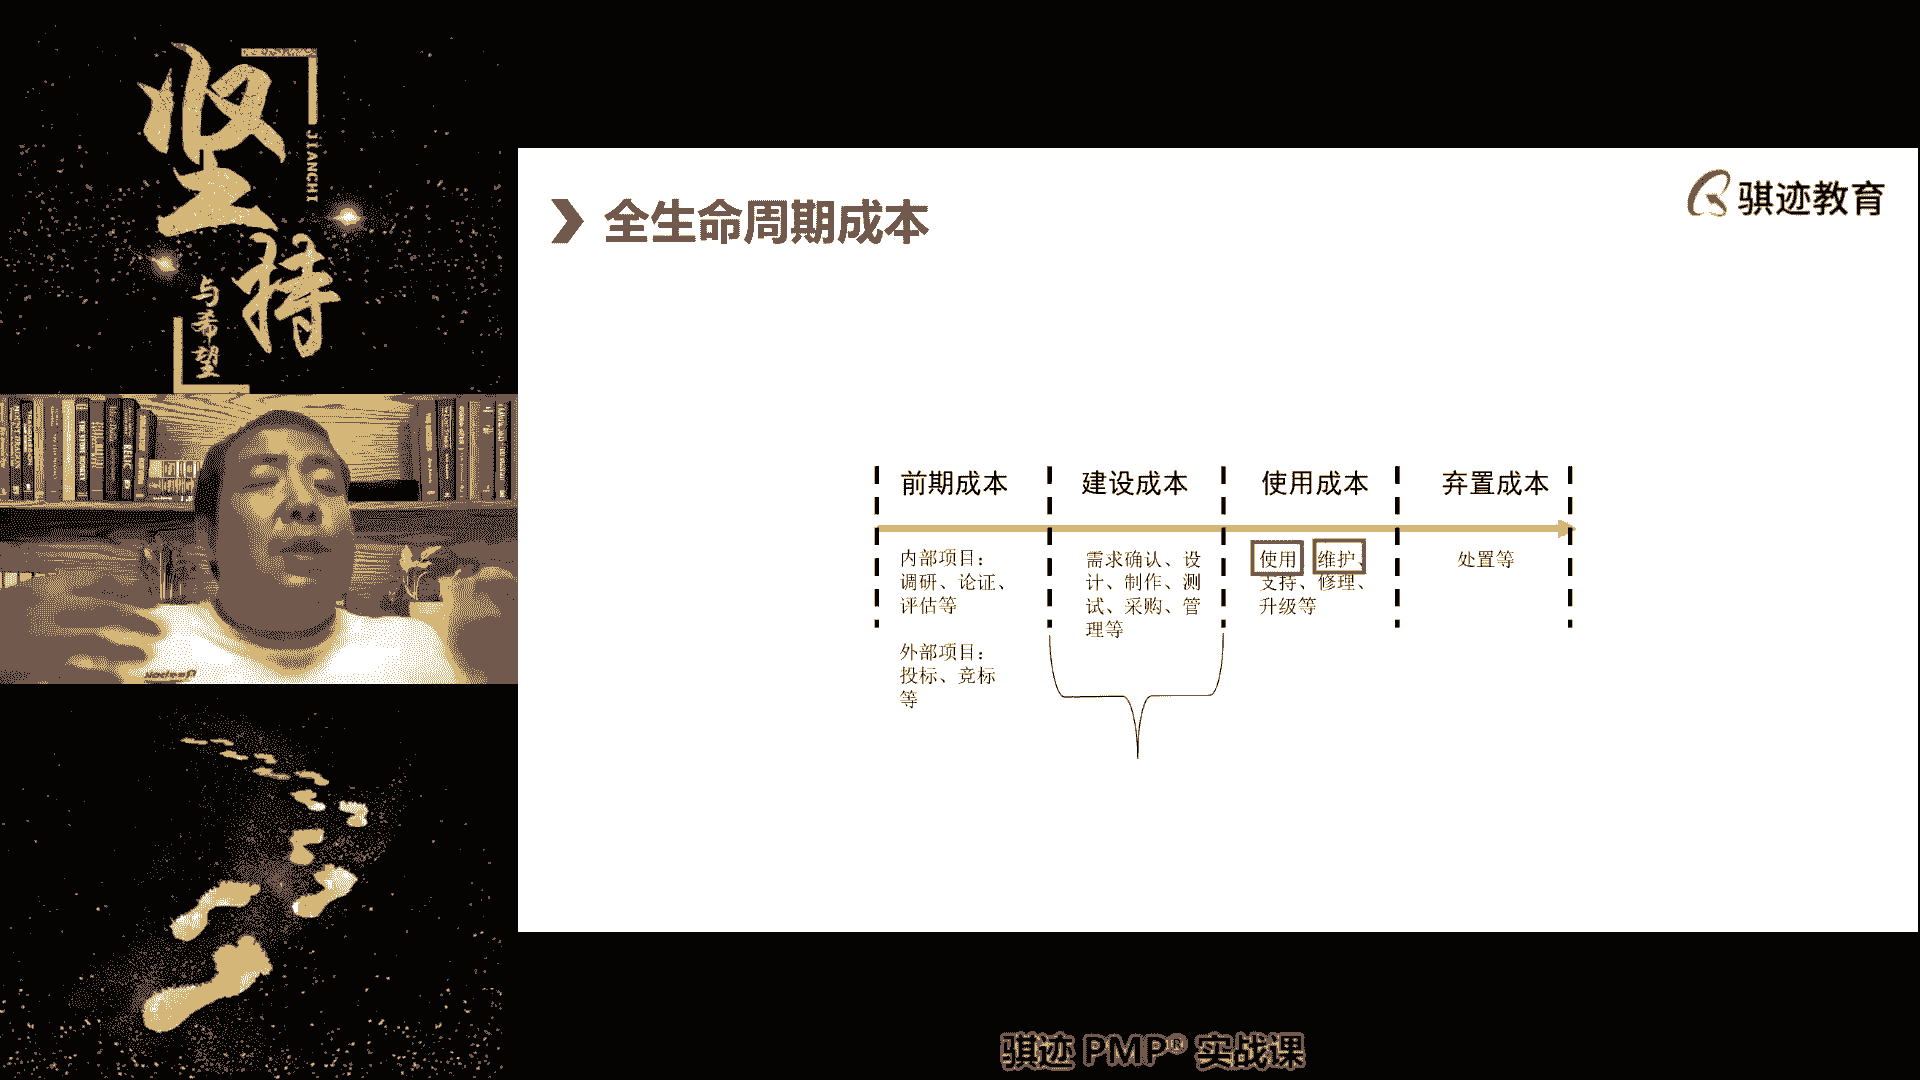 坚持
JIANCHI
与希望
全生命周期成本
骐迹教育
前期成本
建设成本
使用成本
弃置成本
内部项目：
调研、论证、
评估等
外部项目：
投标、竞标
等
需求确认、设
计、制作、测
试、采购、管
理等
使用、维护、
支持、修理、
升级等
处置等
骐迹 PMP® 实战课